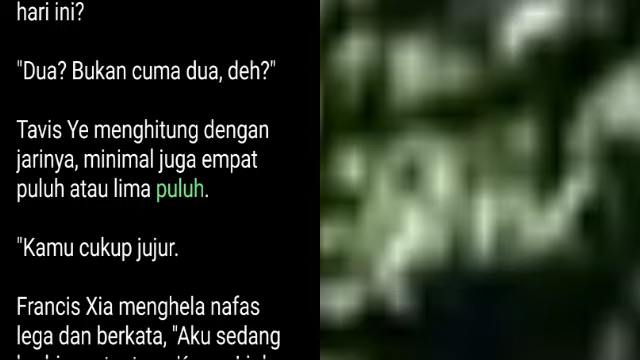 hari ini?
"Dua? Bukan cuma dua, deh?"
Tavis Ye menghitung dengan
jarinya, minimal juga empat
puluh atau lima puluh.
"Kamu cukup jujur.
Francis Xia menghela nafas
lega dan berkata, "Aku sedang